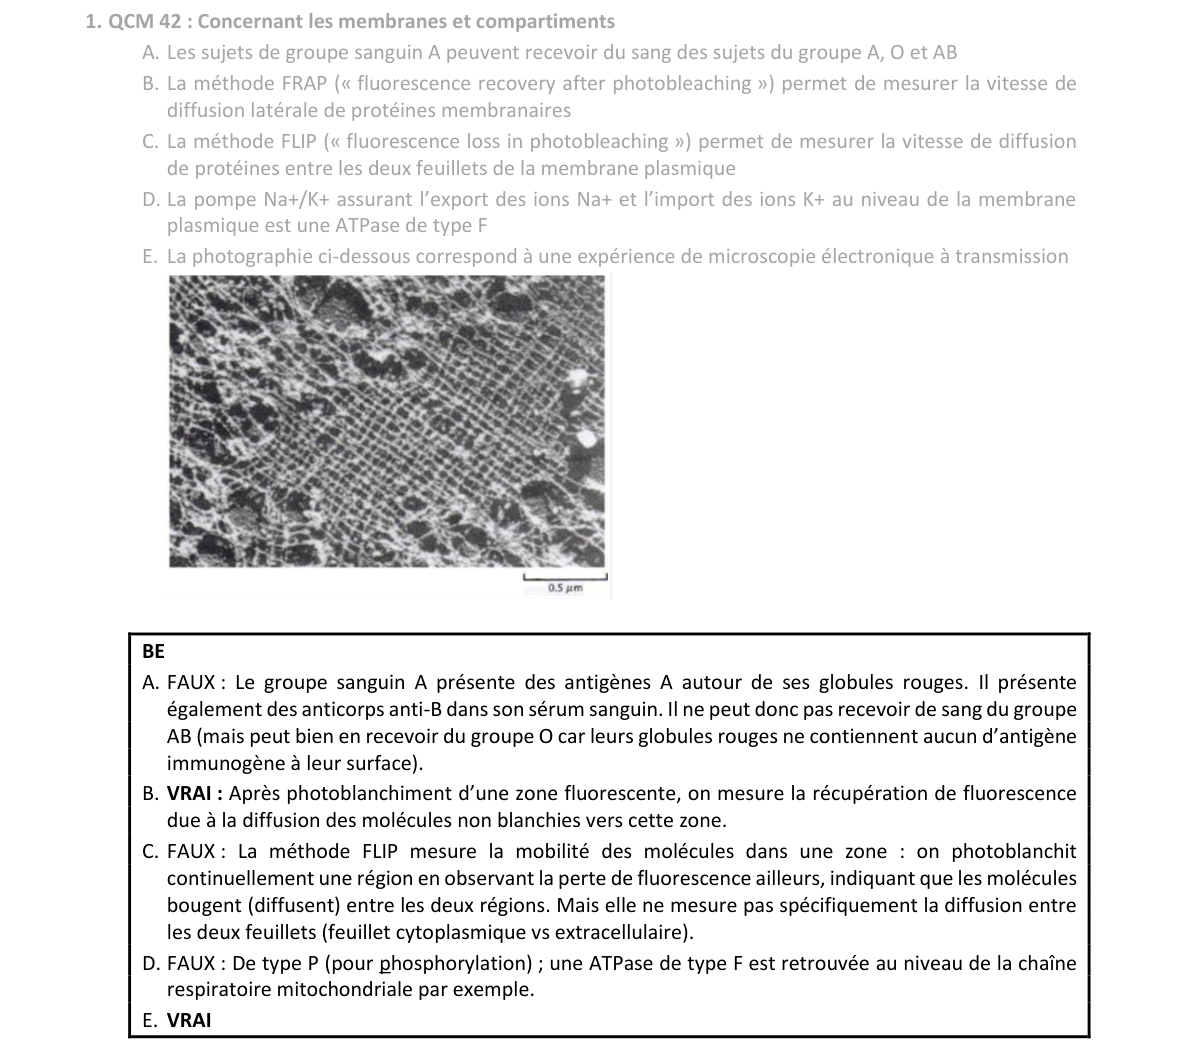 1. QCM 42 : Concernant les membranes et compartiments
A. Les sujets de groupe sanguin A peuvent recevoir du sang des sujets du groupe A, O et AB
B. La méthode FRAP (« fluorescence recovery after photobleaching ») permet de mesurer la vitesse de
diffusion latérale de protéines membranaires
C. La méthode FLIP (« fluorescence loss in photobleaching ») permet de mesurer la vitesse de diffusion
de protéines entre les deux feuillets de la membrane plasmique
D. La pompe Na+/K+ assurant l’export des ions Na+ et l’import des ions K+ au niveau de la membrane
plasmique est une ATPase de type F
E. La photographie ci-dessous correspond à une expérience de microscopie électronique à transmission
0.5 µm
BE
A. FAUX : Le groupe sanguin A présente des antigènes A autour de ses globules rouges. Il présente
également des anticorps anti-B dans son sérum sanguin. Il ne peut donc pas recevoir de sang du groupe
AB (mais peut bien en recevoir du groupe O car leurs globules rouges ne contiennent aucun d’antigène
immunogène à leur surface).
B. VRAI : Après photoblanchiment d’une zone fluorescente, on mesure la récupération de fluorescence
due à la diffusion des molécules non blanchies vers cette zone.
C. FAUX : La méthode FLIP mesure la mobilité des molécules dans une zone : on photoblanchit
continuellement une région en observant la perte de fluorescence ailleurs, indiquant que les molécules
bougent (diffusent) entre les deux régions. Mais elle ne mesure pas spécifiquement la diffusion entre
les deux feuillets (feuillet cytoplasmique vs extracellulaire).
D. FAUX : De type P (pour phosphorylation) ; une ATPase de type F est retrouvée au niveau de la chaîne
respiratoire mitochondriale par exemple.
E. VRAI